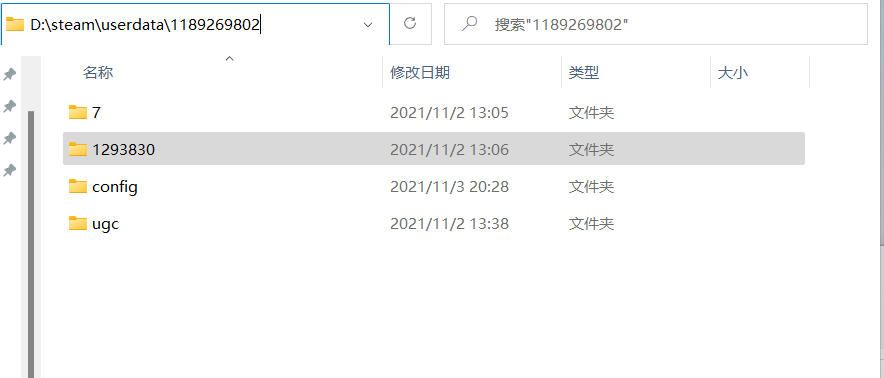 D:\steam\userdata\1189269802 搜索"1189269802"
名称 修改日期 类型 大小
7 2021/11/2 13:05 文件夹
1293830 2021/11/2 13:06 文件夹
config 2021/11/3 20:28 文件夹
ugc 2021/11/2 13:38 文件夹